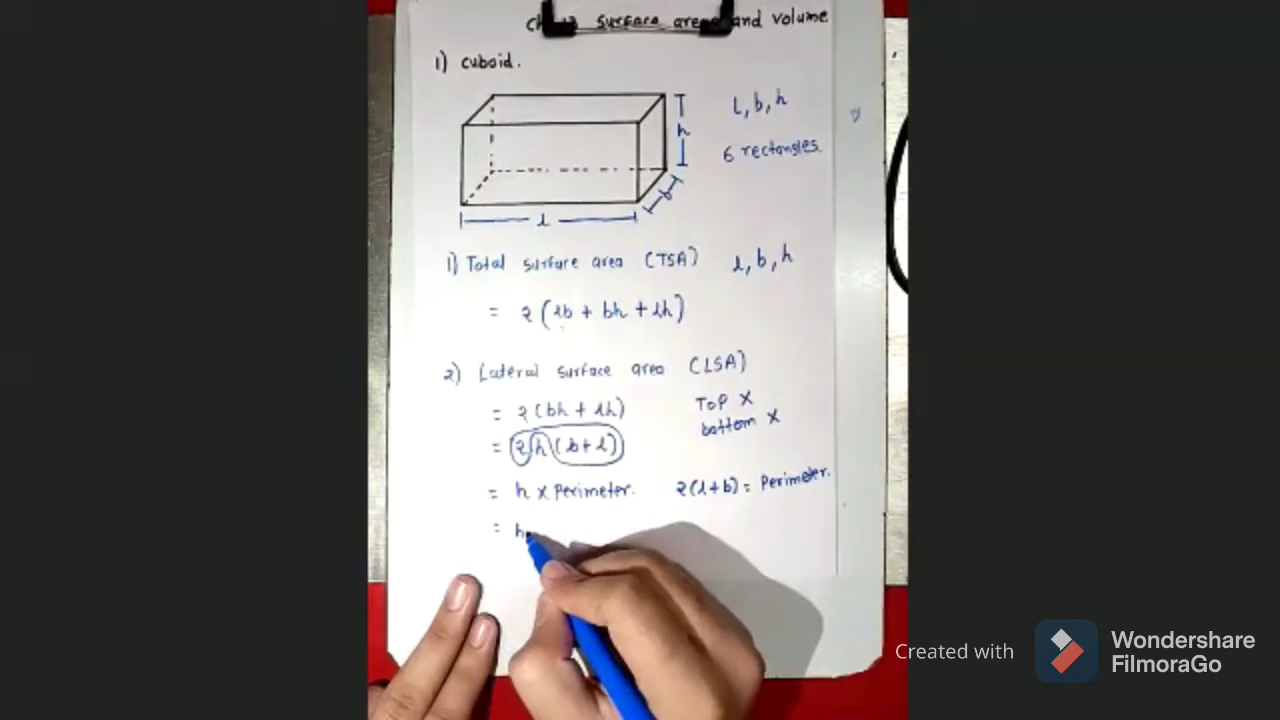 surface area and volume
1) cuboid.
l, b, h
h
6 rectangles.
b
l
1) Total surface area (TSA) l, b, h
= 2 (lb + bh + lh)
2) Lateral surface area (LSA)
= 2 (bh + lh)
Top x
bottom x
= 2h (b + l)
= h x Perimeter. 2(l+b) = Perimeter.
= h
Created with Wondershare FilmoraGo